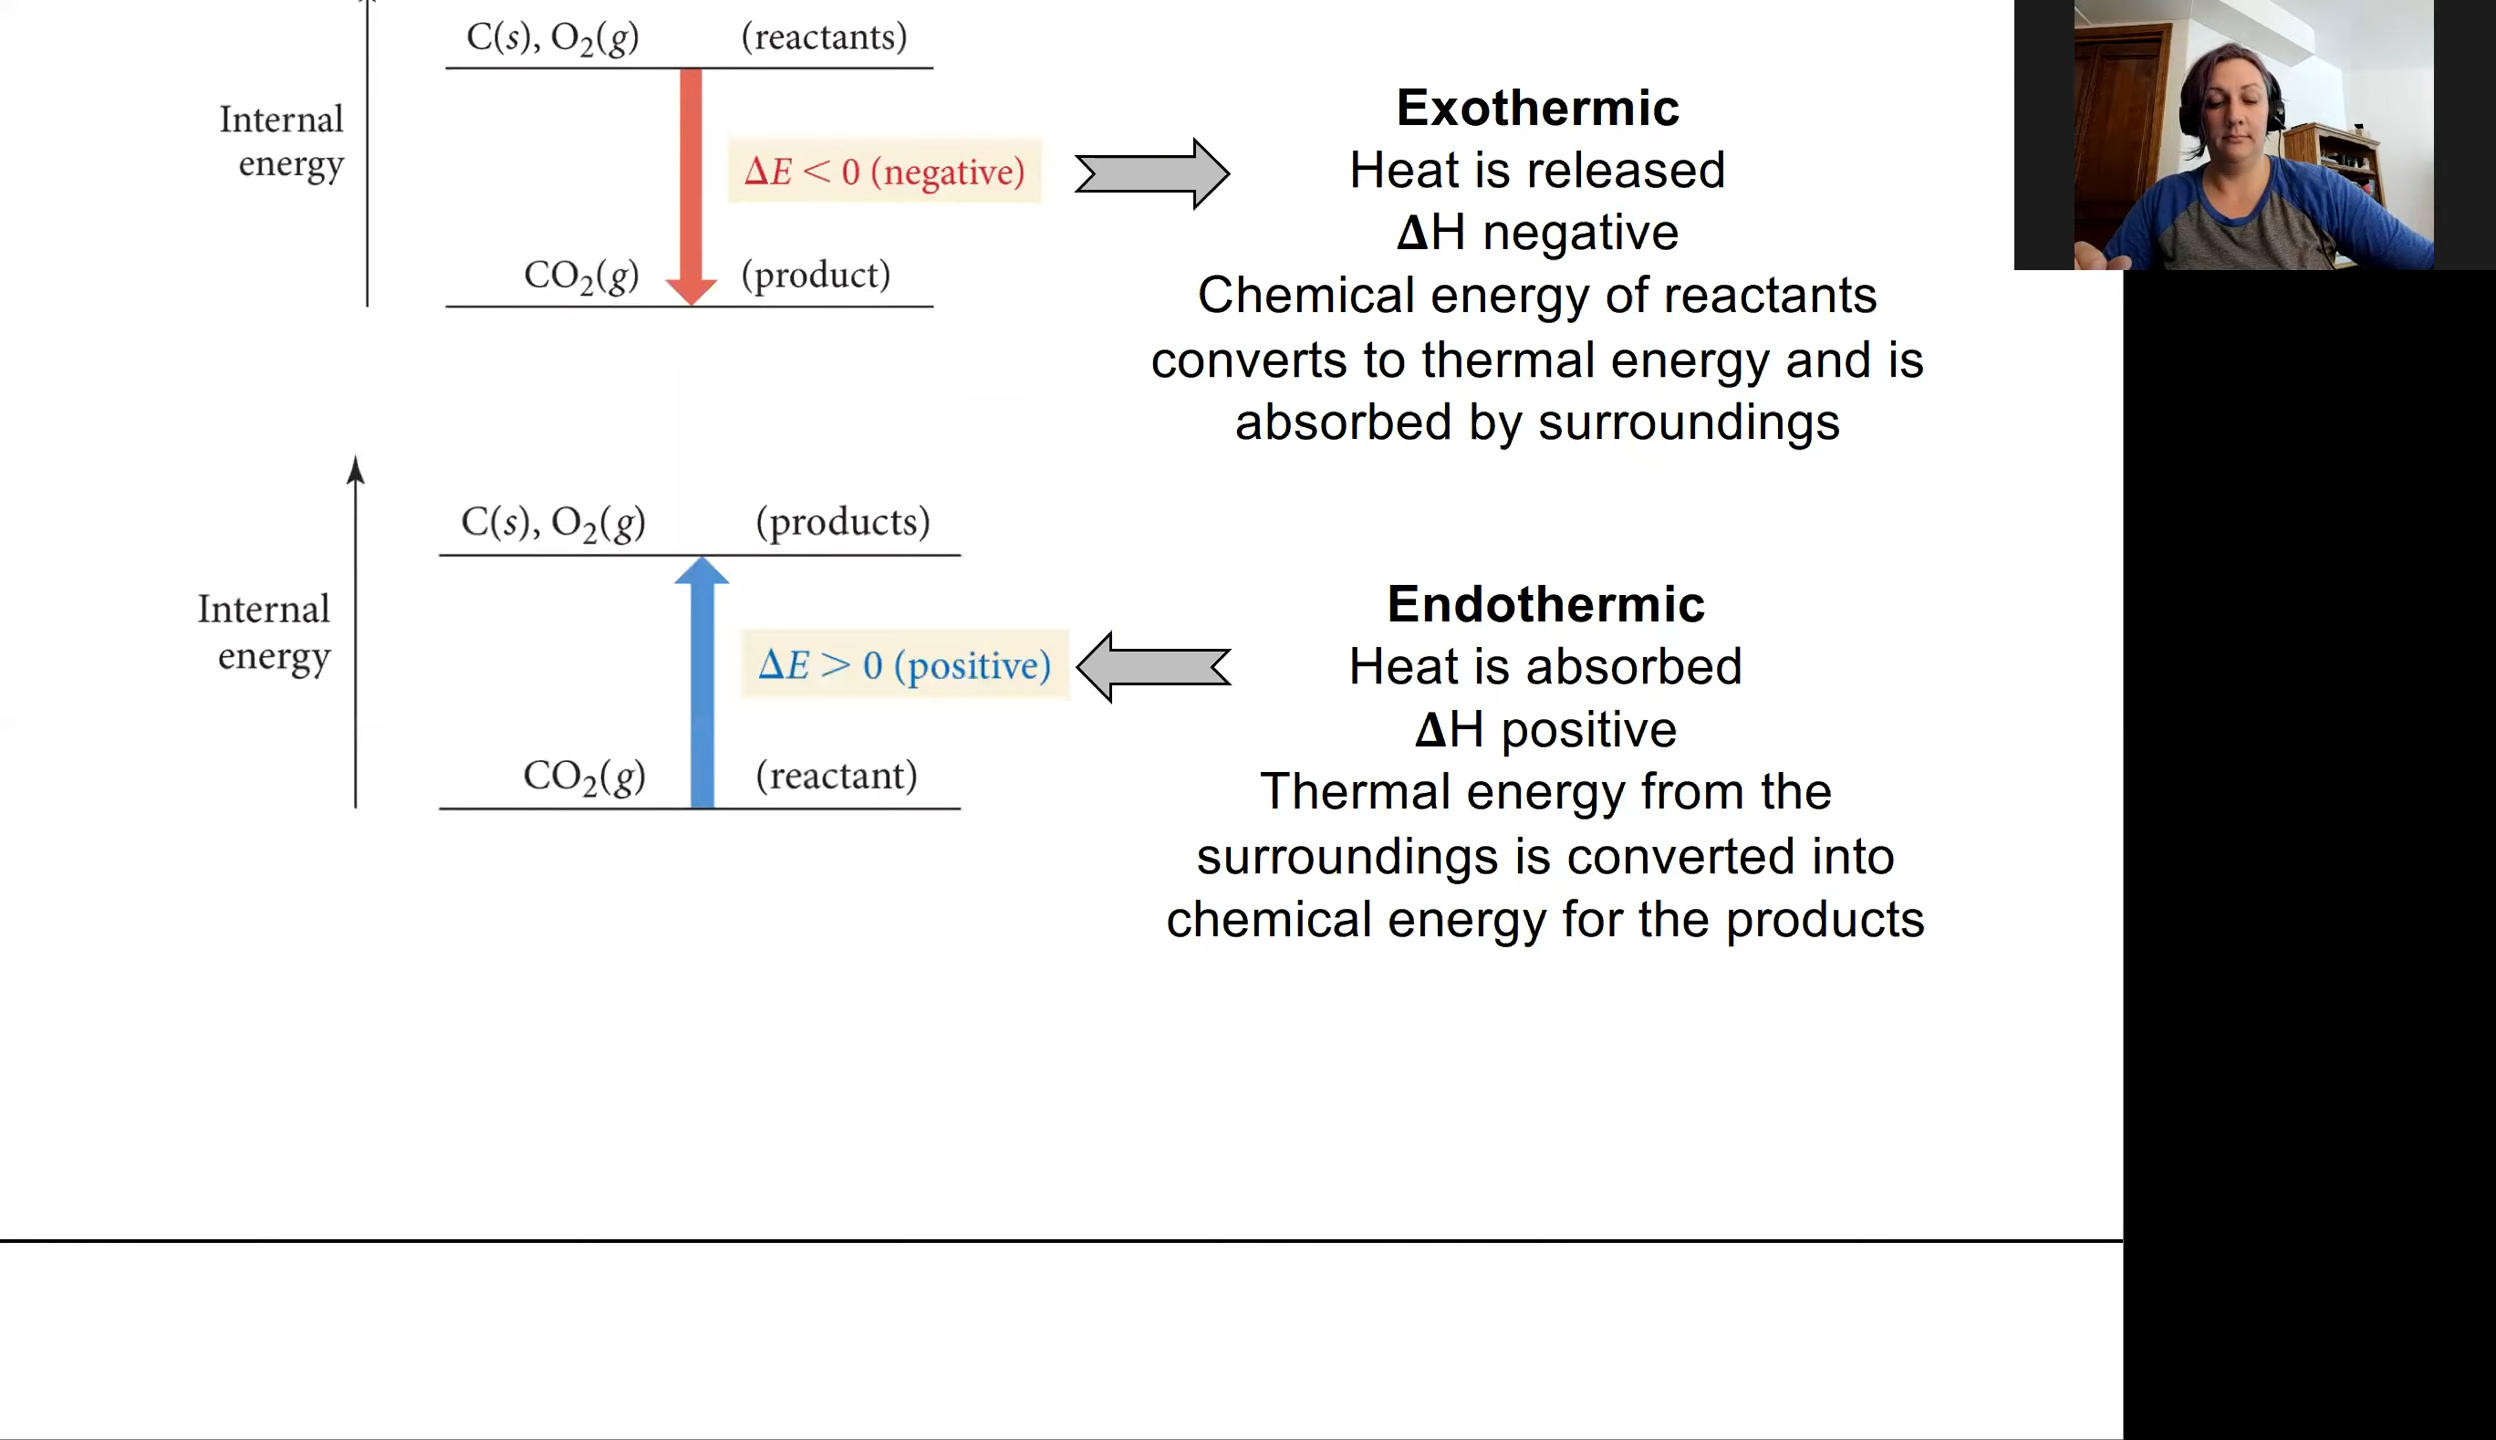 C(s), O₂(g) (reactants)
Internal
energy
ΔE < 0 (negative)
CO₂(g) (product)
Exothermic
Heat is released
ΔH negative
Chemical energy of reactants
converts to thermal energy and is
absorbed by surroundings
C(s), O₂(g) (products)
Internal
energy
ΔE > 0 (positive)
CO₂(g) (reactant)
Endothermic
Heat is absorbed
ΔH positive
Thermal energy from the
surroundings is converted into
chemical energy for the products